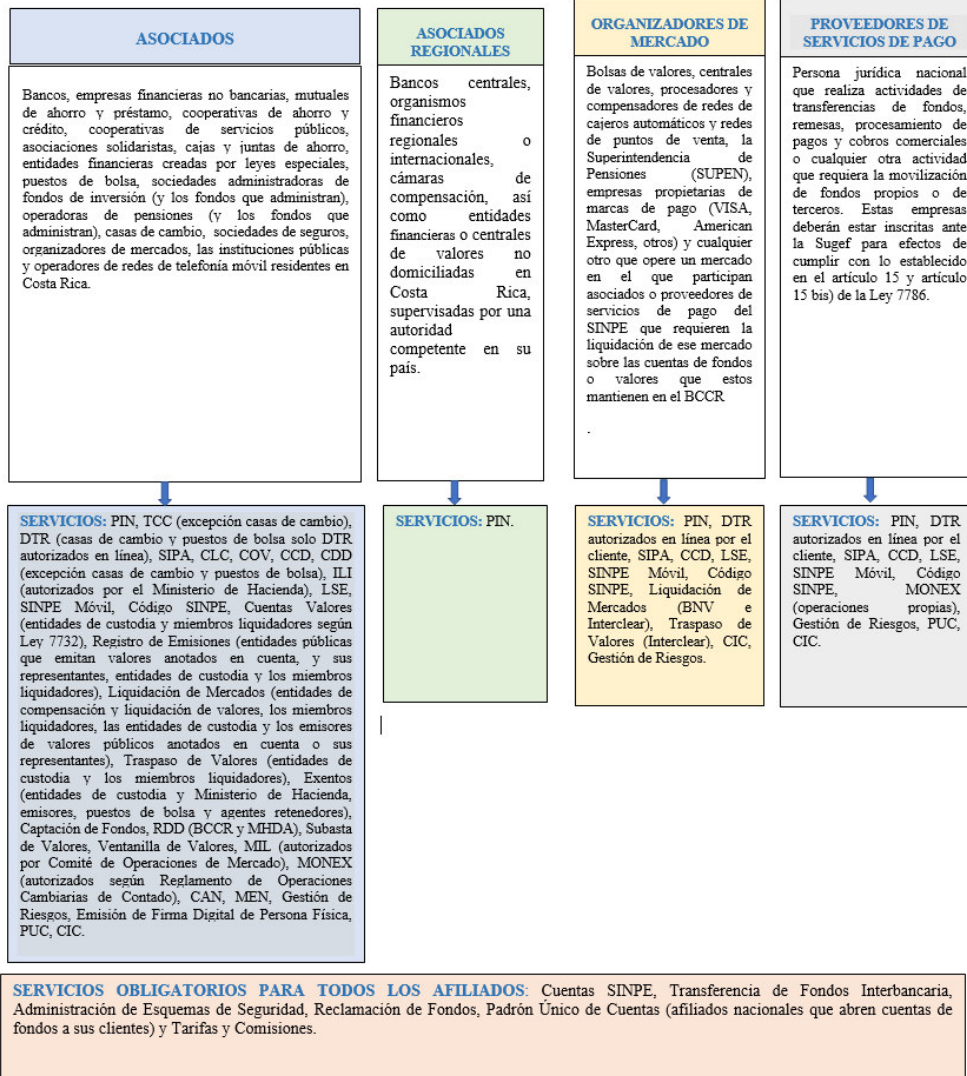 ASOCIADOS
Bancos, empresas financieras no bancarias, mutuales
de ahorro y préstamo, cooperativas de ahorro y
crédito, cooperativas de servicios públicos,
asociaciones solidaristas, cajas y juntas de ahorro,
entidades financieras creadas por leyes especiales,
puestos de bolsa, sociedades administradoras de
fondos de inversión (y los fondos que administran),
operadoras de pensiones (y los fondos que
administran), casas de cambio, sociedades de seguros,
organizadores de mercados, las instituciones públicas
y operadores de redes de telefonía móvil residentes en
Costa Rica.
SERVICIOS: PIN, TCC (excepción casas de cambio),
DTR (casas de cambio y puestos de bolsa solo DTR
autorizados en línea), SIPA, CLC, COV, CCD, CDD
(excepción casas de cambio y puestos de bolsa), ILI
(autorizados por el Ministerio de Hacienda), LSE,
SINPE Móvil, Código SINPE, Cuentas Valores
(entidades de custodia y miembros liquidadores según
Ley 7732), Registro de Emisiones (entidades públicas
que emitan valores anotados en cuenta, y sus
representantes, entidades de custodia y los miembros
liquidadores), Liquidación de Mercados (entidades de
compensación y liquidación de valores, los miembros
liquidadores, las entidades de custodia y los emisores
de valores públicos anotados en cuenta o sus
representantes), Traspaso de Valores (entidades de
custodia y los miembros liquidadores), Exentos
(entidades de custodia y Ministerio de Hacienda,
emisores, puestos de bolsa y agentes retenedores),
Captación de Fondos, RDD (BCCR y MHDA), Subasta
de Valores, Ventanilla de Valores, MIL (autorizados
por Comité de Operaciones de Mercado), MONEX
(autorizados según Reglamento de Operaciones
Cambiarias de Contado), CAN, MEN, Gestión de
Riesgos, Emisión de Firma Digital de Persona Física,
PUC, CIC.
ASOCIADOS
REGIONALES
Bancos centrales,
organismos
financieros
regionales o
internacionales,
cámaras de
compensación, así
como entidades
financieras o centrales
de valores no
domiciliadas en
Costa Rica,
supervisadas por una
autoridad
competente en su
país.
SERVICIOS: PIN.
ORGANIZADORES DE
MERCADO
Bolsas de valores, centrales
de valores, procesadores y
compensadores de redes de
cajeros automáticos y redes
de puntos de venta, la
Superintendencia de
Pensiones (SUPEN),
empresas propietarias de
marcas de pago (VISA,
MasterCard, American
Express, otros) y cualquier
otro que opere un mercado
en el que participan
asociados o proveedores de
servicios de pago del
SINPE que requieren la
liquidación de ese mercado
sobre las cuentas de fondos
o valores que estos
mantienen en el BCCR
.
SERVICIOS: PIN, DTR
autorizados en línea por el
cliente, SIPA, CCD, LSE,
SINPE Móvil, Código
SINPE, Liquidación de
Mercados (BNV e
Interclear), Traspaso de
Valores (Interclear), CIC,
Gestión de Riesgos.
PROVEEDORES DE
SERVICIOS DE PAGO
Persona jurídica nacional
que realiza actividades de
transferencias de fondos,
remesas, procesamiento de
pagos y cobros comerciales
o cualquier otra actividad
que requiera la movilización
de fondos propios o de
terceros. Estas empresas
deberán estar inscritas ante
la Sugef para efectos de
cumplir con lo establecido
en el artículo 15 y artículo
15 bis) de la Ley 7786.
SERVICIOS: PIN, DTR
autorizados en línea por el
cliente, SIPA, CCD, LSE,
SINPE Móvil, Código
SINPE, MONEX
(operaciones propias),
Gestión de Riesgos, PUC,
CIC.
SERVICIOS OBLIGATORIOS PARA TODOS LOS AFILIADOS: Cuentas SINPE, Transferencia de Fondos Interbancaria,
Administración de Esquemas de Seguridad, Reclamación de Fondos, Padrón Único de Cuentas (afiliados nacionales que abren cuentas de
fondos a sus clientes) y Tarifas y Comisiones.